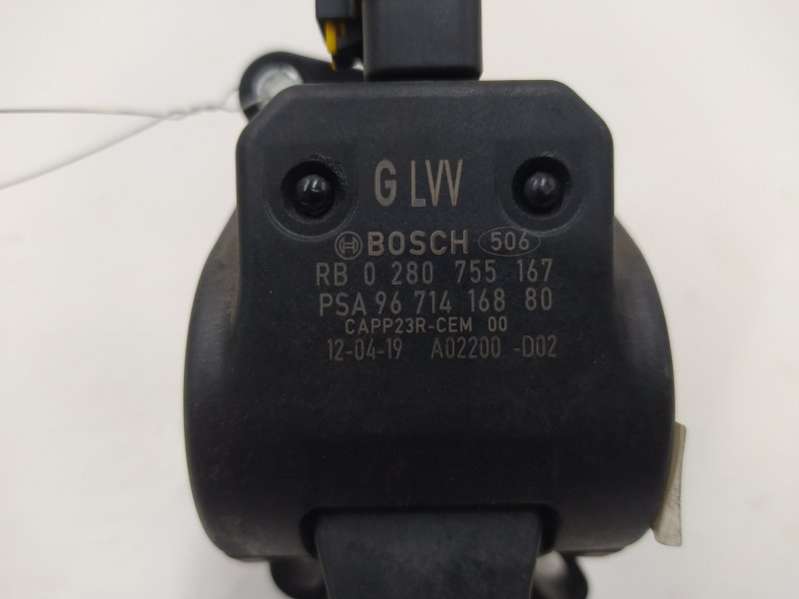 G LVV
BOSCH 506
RB 0 280 755 167
PSA 96 714 168 80
CAPP23R-CEM 00
12-04-19 A02200 -D02